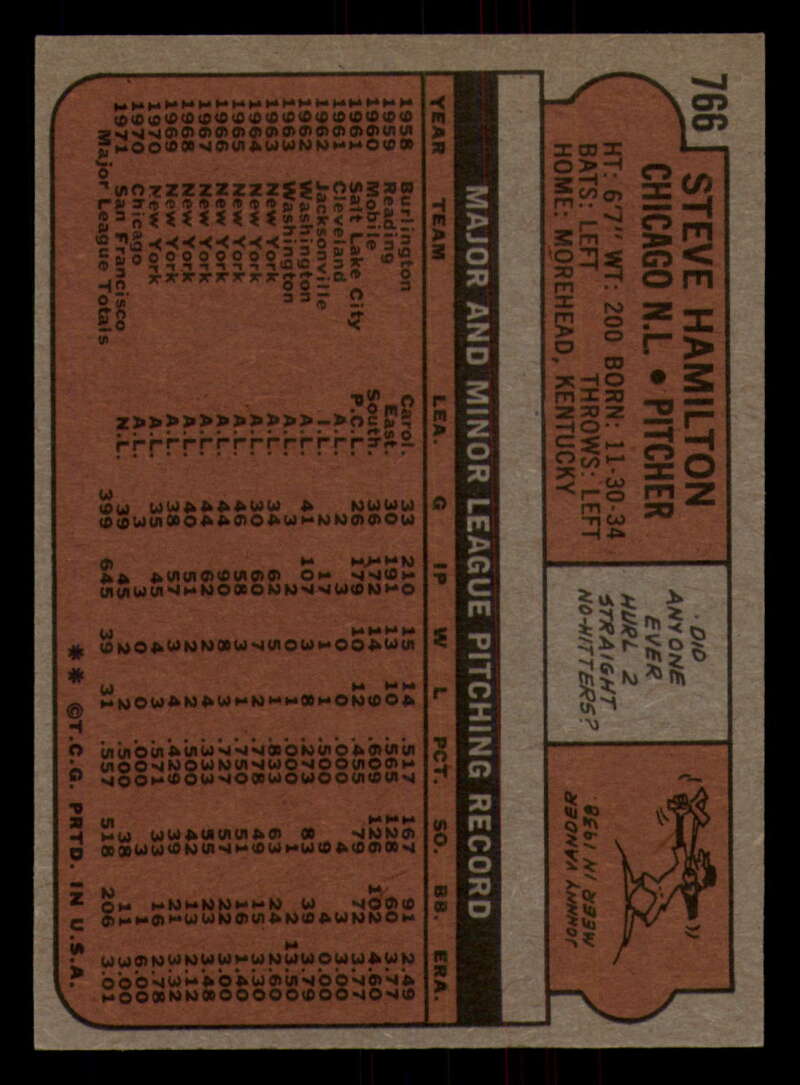 766
STEVE HAMILTON
CHICAGO N.L. • PITCHER
HT: 6'7" WT: 200 BORN: 11-30-34
BATS: LEFT THROWS: LEFT
HOME: MOREHEAD, KENTUCKY
DID
ANYONE
EVER
HURL 2
STRAIGHT
NO-HITTERS?
JOHNNY VANDER
MEER IN 1938
MAJOR AND MINOR LEAGUE PITCHING RECORD
YEAR TEAM LEA. G IP W L PCT. SO. BB. ERA.
1958 Burlington Carol. 33 210 15 14 .517 167 91 2.49
1959 Reading East. 30 191 13 10 .565 128 60 3.77
1960 Mobile South. 36 172 14 9 .609 126 102 4.60
1961 Salt Lake City P.C.L. 26 179 10 12 .455 79 72 3.77
1961 Cleveland A.L. 2 3 0 0 .000 4 3 3.00
1962 Jacksonville I.L. 2 17 1 1 .500 9 4 0.00
1962 Washington A.L. 41 107 3 8 .273 83 39 3.79
1963 Washington A.L. 3 2 0 1 .000 1 2 13.50
1963 New York A.L. 34 62 5 1 .833 63 24 2.60
1964 New York A.L. 30 60 7 2 .778 49 15 3.30
1965 New York A.L. 46 58 3 1 .750 51 16 1.40
1966 New York A.L. 44 90 8 3 .727 57 22 3.00
1967 New York A.L. 44 62 2 4 .333 55 23 3.48
1968 New York A.L. 40 51 2 2 .500 42 13 2.12
1969 New York A.L. 38 57 3 4 .429 39 21 3.32
1970 New York A.L. 35 45 4 3 .571 33 16 2.78
1970 Chicago A.L. 3 3 0 0 .000 3 1 6.00
1971 San Francisco N.L. 39 45 2 2 .500 38 11 3.00
Major League Totals 399 645 39 31 .557 518 206 3.01
** ©T.C.G. PRTD. IN U.S.A.